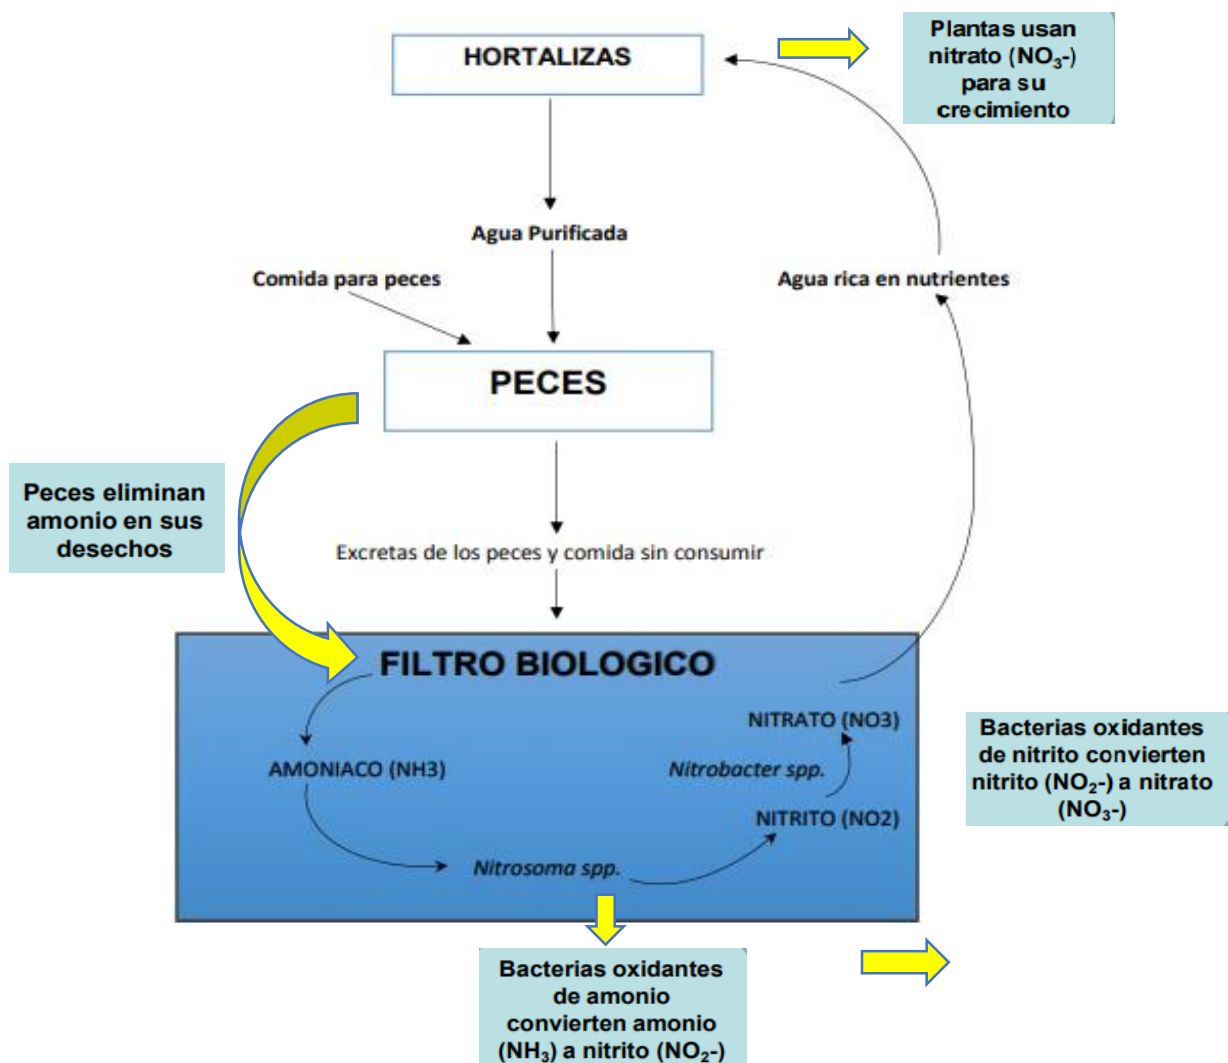 HORTALIZAS
Plantas usan
nitrato (NO₃-)
para su
crecimiento
Agua Purificada
Comida para peces
Agua rica en nutrientes
PECES
Peces eliminan
amonio en sus
desechos
Excretas de los peces y comida sin consumir
FILTRO BIOLOGICO
NITRATO (NO3)
AMONIACO (NH3)
Nitrobacter spp.
NITRITO (NO2)
Nitrosoma spp.
Bacterias oxidantes
de nitrito convierten
nitrito (NO₂-) a nitrato
(NO₃-)
Bacterias oxidantes
de amonio
convierten amonio
(NH₃) a nitrito (NO₂-)